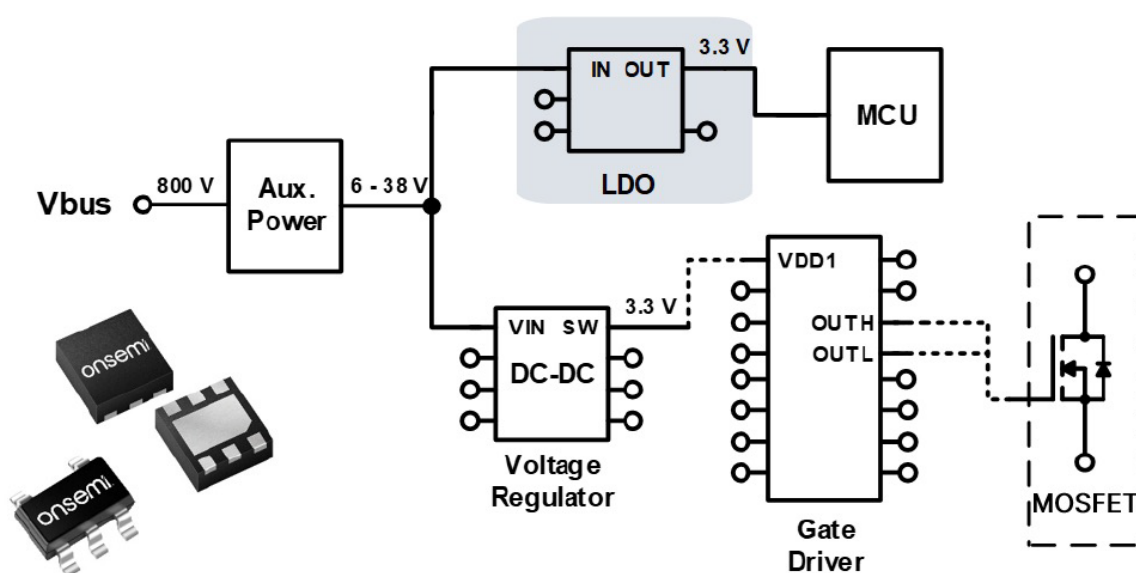 3.3 V
IN OUT
MCU
LDO
Vbus
800 V
Aux.
Power
6 - 38 V
VDD1
3.3 V
VIN SW
DC-DC
OUTH
OUTL
Voltage
Regulator
Gate
Driver
MOSFET
onsemi
onsemi